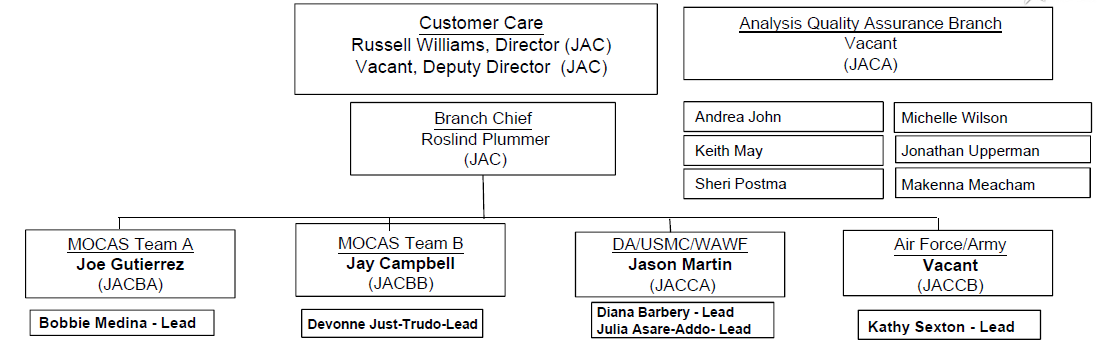 Customer Care
Russell Williams, Director (JAC)
Vacant, Deputy Director (JAC)
Analysis Quality Assurance Branch
Vacant
(JACA)
Branch Chief
Roslind Plummer
(JAC)
Andrea John
Michelle Wilson
Keith May
Jonathan Upperman
Sheri Postma
Makenna Meacham
MOCAS Team A
Joe Gutierrez
(JACBA)
MOCAS Team B
Jay Campbell
(JACBB)
DA/USMC/WAWF
Jason Martin
(JACCA)
Air Force/Army
Vacant
(JACCB)
Bobbie Medina - Lead
Devonne Just-Trudo-Lead
Diana Barbery - Lead
Julia Asare-Addo- Lead
Kathy Sexton - Lead